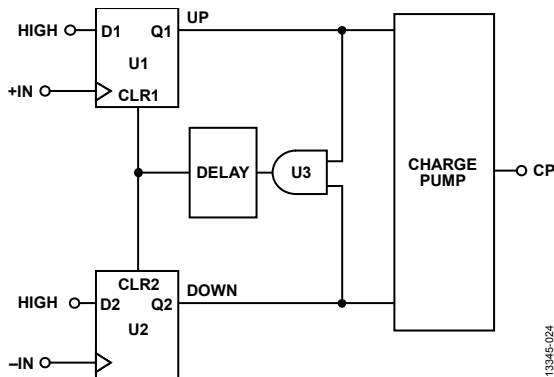 UP
HIGH
D1
Q1
U1
+IN
CLR1
DELAY
U3
CHARGE
PUMP
CP
CLR2
DOWN
HIGH
D2
Q2
U2
–IN
13345-024